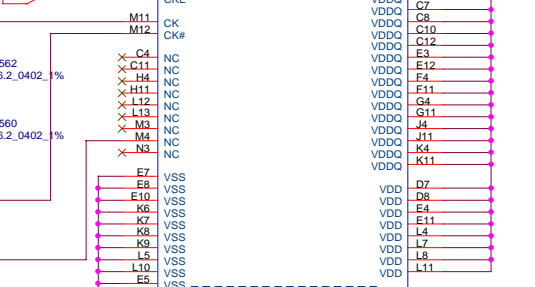 CKE
M11 CK
M12 CK#
562
6.2_0402_1%
C4 NC
C11 NC
H4 NC
H11 NC
L12 NC
L13 NC
560
6.2_0402_1%
M3 NC
M4 NC
N3 NC
E7 VSS
E8 VSS
E10 VSS
K6 VSS
K7 VSS
K8 VSS
K9 VSS
L5 VSS
L10 VSS
E5 VSS
VDDQ
VDDQ C7
VDDQ C8
VDDQ C10
VDDQ C12
VDDQ E3
VDDQ E12
VDDQ F4
VDDQ F11
VDDQ G4
VDDQ G11
VDDQ J4
VDDQ J11
VDDQ K4
VDDQ K11
VDD D7
VDD D8
VDD E4
VDD E11
VDD L4
VDD L7
VDD L8
VDD L11